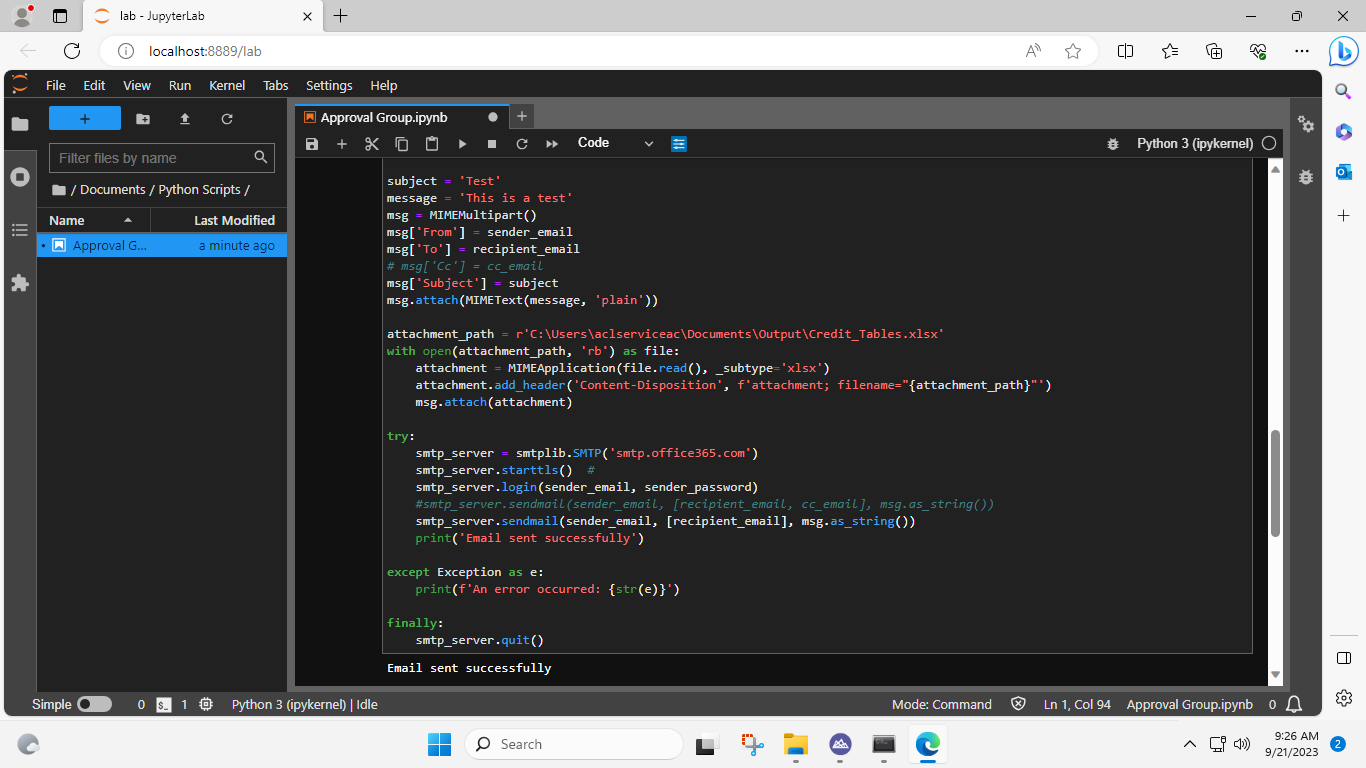 lab - JupyterLab
localhost:8889/lab
File Edit View Run Kernel Tabs Settings Help
Filter files by name
/ Documents / Python Scripts /
Name Last Modified
Approval G... a minute ago
Approval Group.ipynb
Code
Python 3 (ipykernel)
subject = 'Test'
message = 'This is a test'
msg = MIMEMultipart()
msg['From'] = sender_email
msg['To'] = recipient_email
# msg['Cc'] = cc_email
msg['Subject'] = subject
msg.attach(MIMEText(message, 'plain'))
attachment_path = r'C:\Users\aclserviceac\Documents\Output\Credit_Tables.xlsx'
with open(attachment_path, 'rb') as file:
attachment = MIMEApplication(file.read(), _subtype='xlsx')
attachment.add_header('Content-Disposition', f'attachment; filename="{attachment_path}"')
msg.attach(attachment)
try:
smtp_server = smtplib.SMTP('smtp.office365.com')
smtp_server.starttls()  #
smtp_server.login(sender_email, sender_password)
#smtp_server.sendmail(sender_email, [recipient_email, cc_email], msg.as_string())
smtp_server.sendmail(sender_email, [recipient_email], msg.as_string())
print('Email sent successfully')
except Exception as e:
print(f'An error occurred: {str(e)}')
finally:
smtp_server.quit()
Email sent successfully
Simple 0 1 Python 3 (ipykernel) | Idle Mode: Command Ln 1, Col 94 Approval Group.ipynb 0
Search
9:26 AM
9/21/2023
2